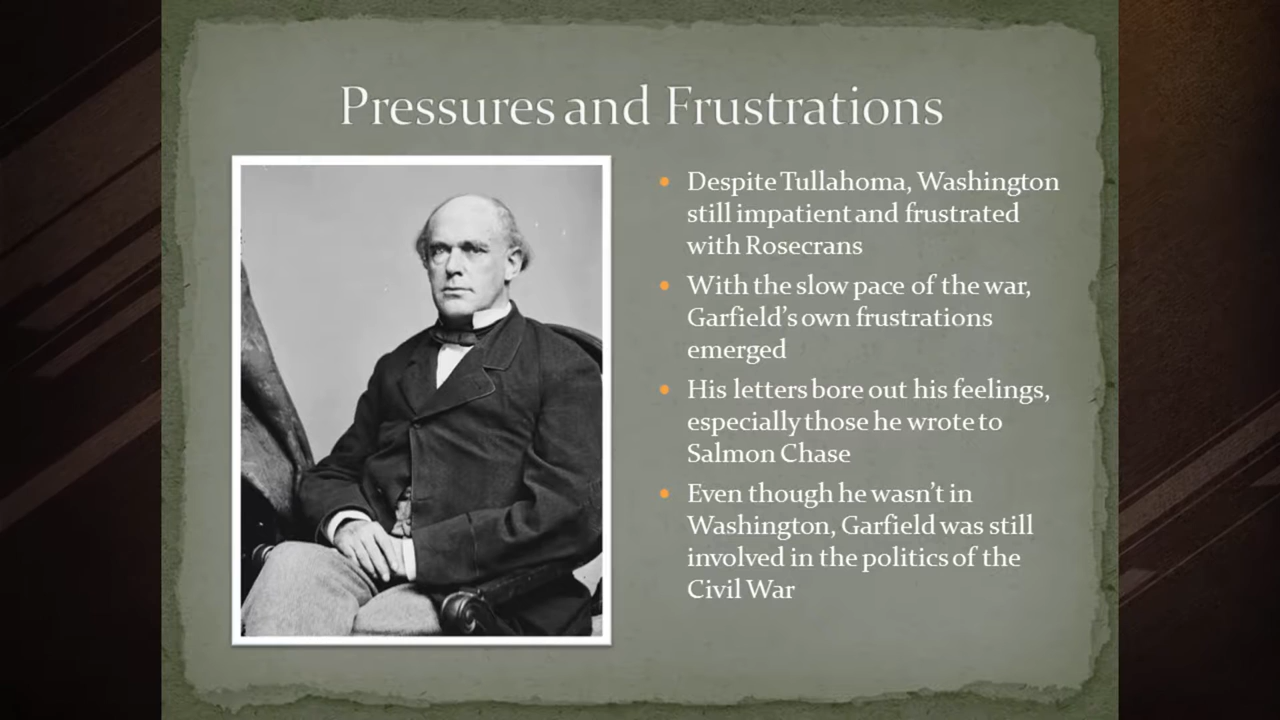 Pressures and Frustrations
• Despite Tullahoma, Washington
still impatient and frustrated
with Rosecrans
• With the slow pace of the war,
Garfield’s own frustrations
emerged
• His letters bore out his feelings,
especially those he wrote to
Salmon Chase
• Even though he wasn’t in
Washington, Garfield was still
involved in the politics of the
Civil War